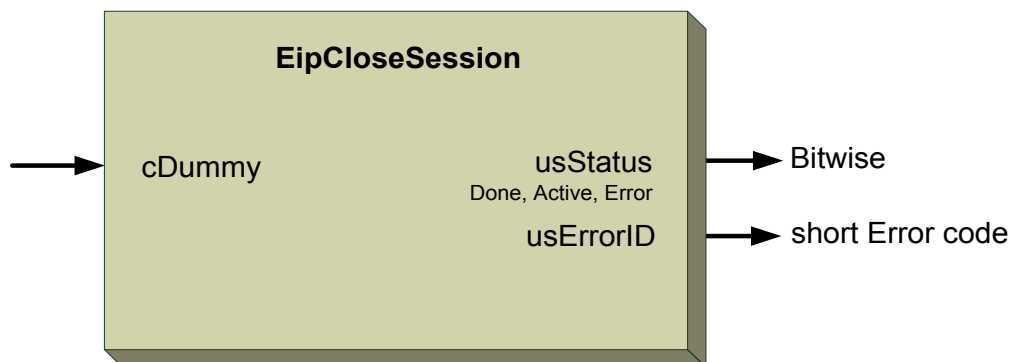 EipCloseSession
cDummy
usStatus
Bitwise
Done, Active, Error
usErrorID
short Error code